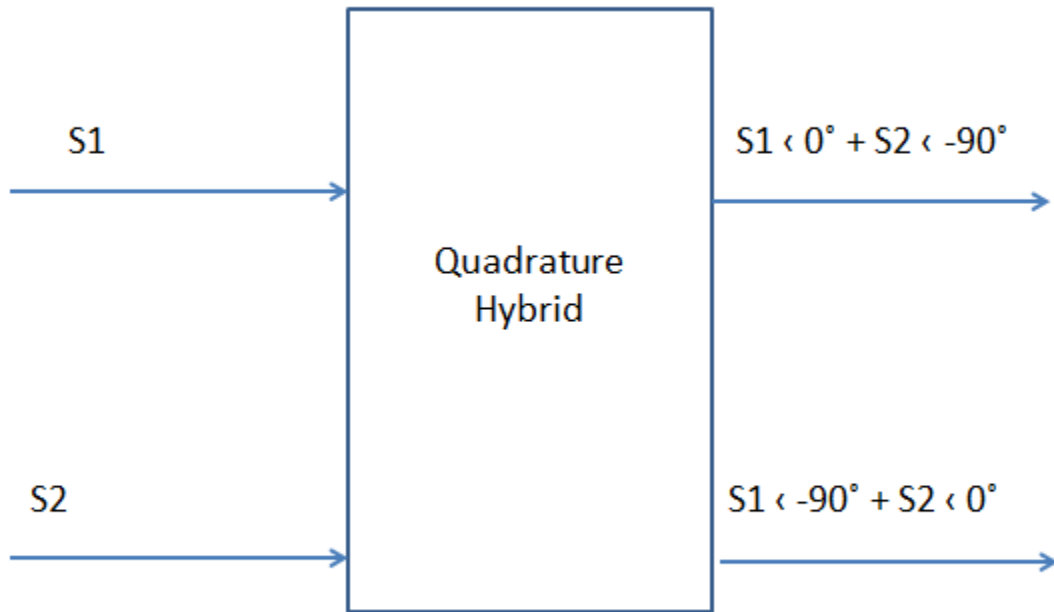 S1
S1 ‹ 0˚ + S2 ‹ -90˚
Quadrature
Hybrid
S2
S1 ‹ -90˚ + S2 ‹ 0˚